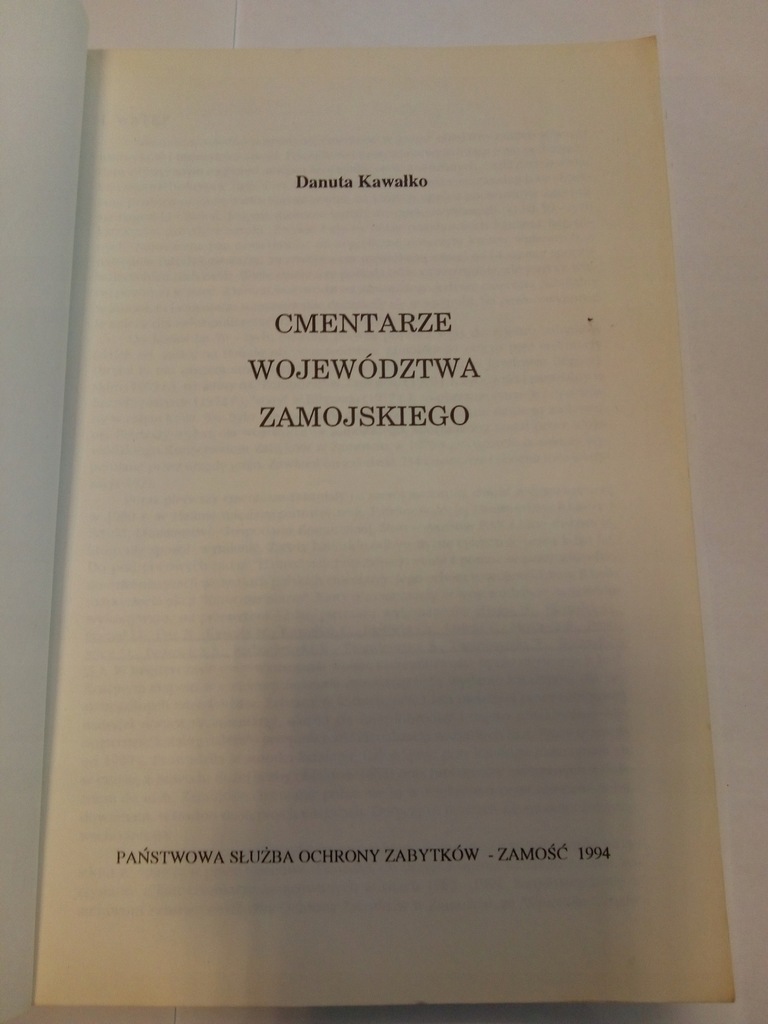 Danuta Kawałko
CMENTARZE
WOJEWÓDZTWA
ZAMOJSKIEGO
PAŃSTWOWA SŁUŻBA OCHRONY ZABYTKÓW - ZAMOŚĆ 1994